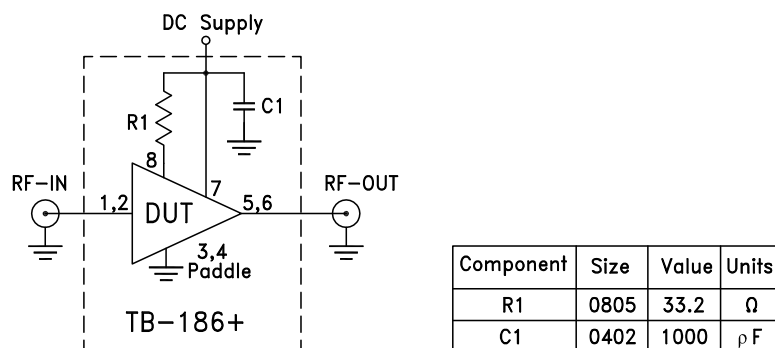 DC Supply
C1
R1
8
RF-IN
RF-OUT
1,2
7
5,6
DUT
3,4
Paddle
TB-186+
Component Size Value Units
R1 0805 33.2 Ω
C1 0402 1000 ρF